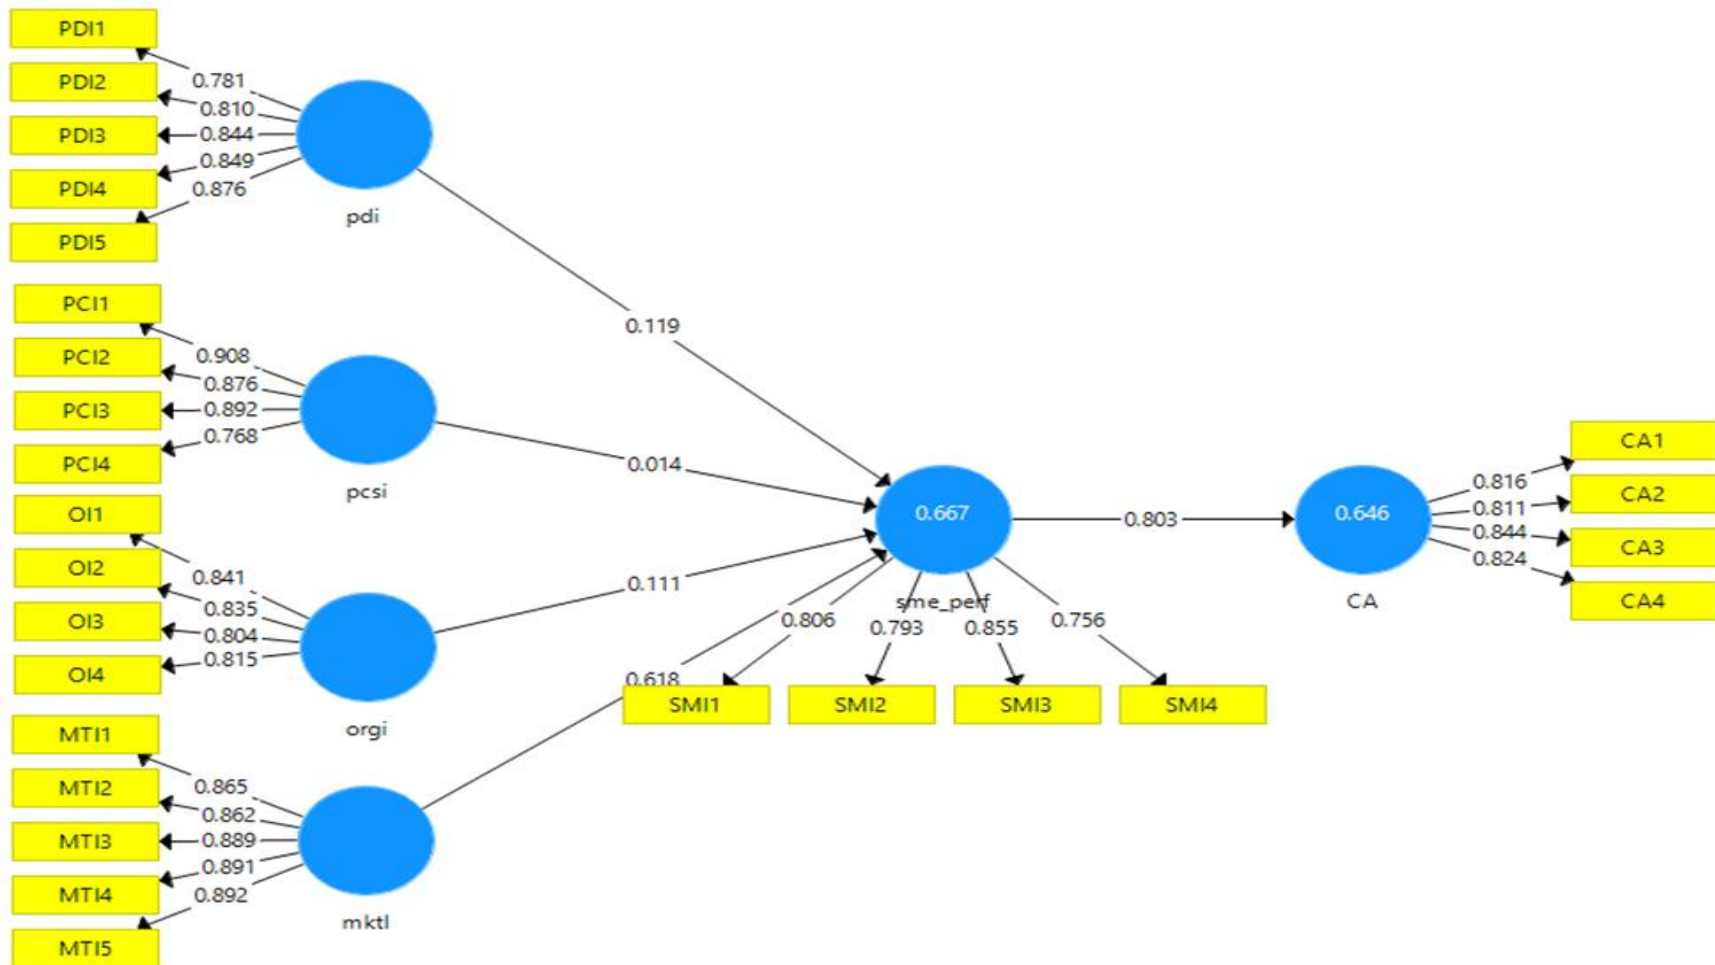 PDI1
PDI2
PDI3
PDI4
PDI5
0.781
0.810
0.844
0.849
0.876
pdi
PCI1
PCI2
PCI3
PCI4
0.908
0.876
0.892
0.768
pcsi
OI1
OI2
OI3
OI4
0.841
0.835
0.804
0.815
orgi
MTI1
MTI2
MTI3
MTI4
MTI5
0.865
0.862
0.889
0.891
0.892
mktI
0.119
0.014
0.111
0.618
0.667
sme_perf
0.806
0.793
0.855
0.756
SMI1
SMI2
SMI3
SMI4
0.803
0.646
CA
0.816
0.811
0.844
0.824
CA1
CA2
CA3
CA4